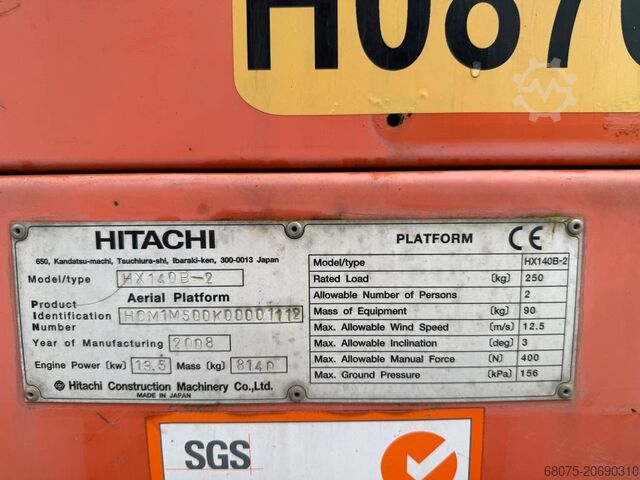 H0870
HITACHI
650, Kandatsu-machi, Tsuchiura-shi, Ibaraki-ken, 300-0013 Japan
Model/type HX140B-2
Product Identification Number Aerial Platform HCM1M500K00001112
Year of Manufacturing 2008
Engine Power [kw] 13.5 Mass [kg] 8140
Hitachi Construction Machinery Co., Ltd.
MADE IN JAPAN
PLATFORM CE
Model/type HX140B-2
Rated Load [kg] 250
Allowable Number of Persons 2
Mass of Equipment [kg] 90
Max. Allowable Wind Speed [m/s] 12.5
Max. Allowable Inclination [deg] 3
Max. Allowable Manual Force [N] 400
Max. Ground Pressure [kPa] 156
SGS
68075-20690310